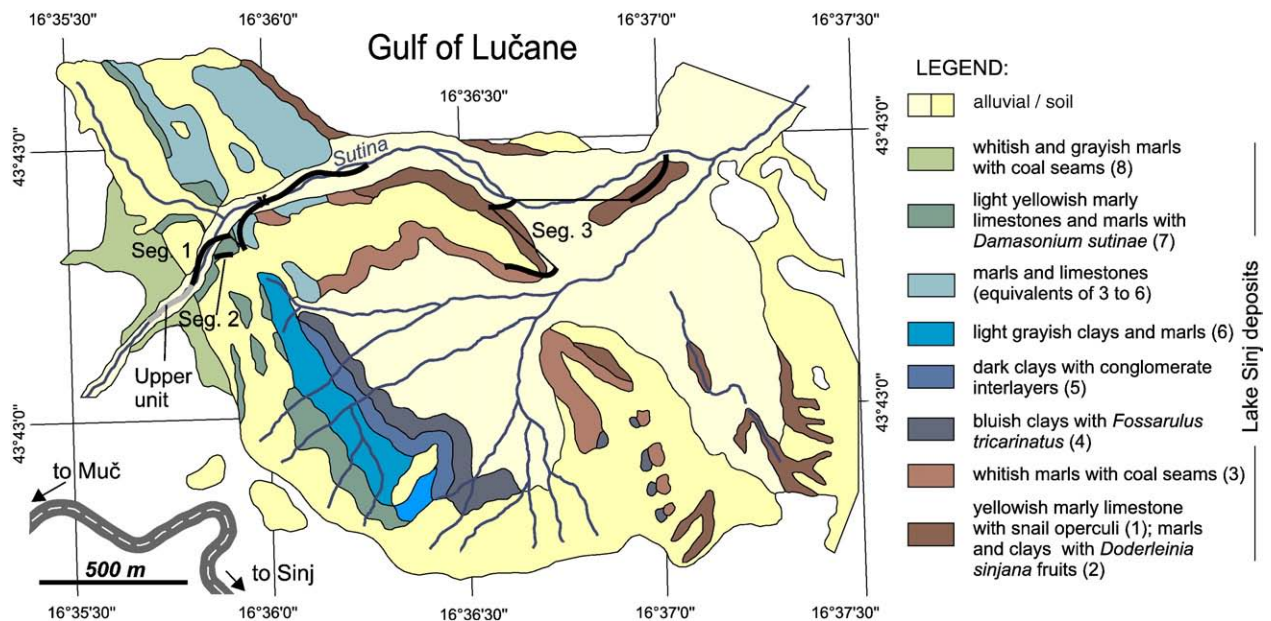 16°35'30"
16°36'0"
16°37'0"
16°37'30"
Gulf of Lučane
16°36'30"
43°43'0"
43°43'0"
Sutina
Seg. 1
Seg. 2
Seg. 3
Upper
unit
43°43'0"
43°43'0"
to Muč
500 m
to Sinj
16°35'30"
16°36'0"
16°36'30"
16°37'0"
16°37'30"
LEGEND:
alluvial / soil
whitish and grayish marls
with coal seams (8)
light yellowish marly
limestones and marls with
Damasonium sutinae (7)
marls and limestones
(equivalents of 3 to 6)
light grayish clays and marls (6)
dark clays with conglomerate
interlayers (5)
bluish clays with Fossarulus
tricarinatus (4)
whitish marls with coal seams (3)
yellowish marly limestone
with snail operculi (1); marls
and clays with Doderleinia
sinjana fruits (2)
Lake Sinj deposits